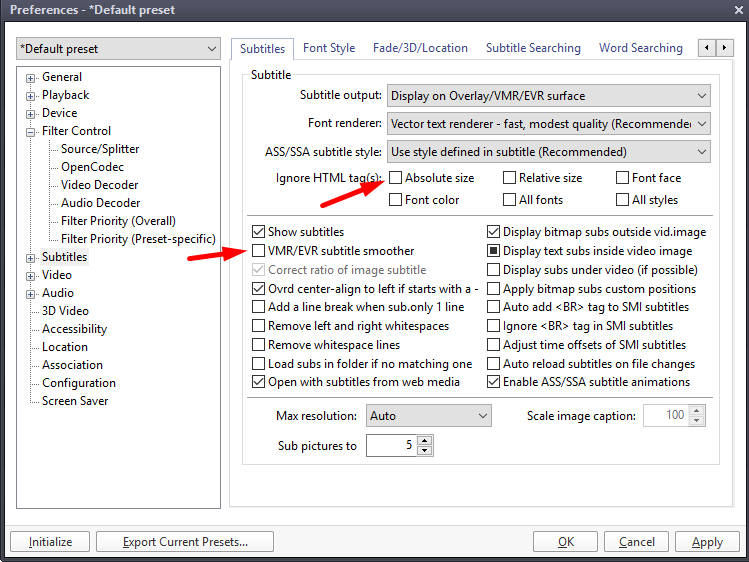 Preferences - *Default preset
*Default preset
General
Playback
Device
Filter Control
Source/Splitter
OpenCodec
Video Decoder
Audio Decoder
Filter Priority (Overall)
Filter Priority (Preset-specific)
Subtitles
Video
Audio
3D Video
Accessibility
Location
Association
Configuration
Screen Saver
Subtitles Font Style Fade/3D/Location Subtitle Searching Word Searching
Subtitle
Subtitle output: Display on Overlay/VMR/EVR surface
Font renderer: Vector text renderer - fast, modest quality (Recommended
ASS/SSA subtitle style: Use style defined in subtitle (Recommended)
Ignore HTML tag(s): Absolute size Relative size Font face
Font color All fonts All styles
Show subtitles Display bitmap subs outside vid.image
VMR/EVR subtitle smoother Display text subs inside video image
Correct ratio of image subtitle Display subs under video (if possible)
Ovrd center-align to left if starts with a - Apply bitmap subs custom positions
Add a line break when sub.only 1 line Auto add <BR> tag to SMI subtitles
Remove left and right whitespaces Ignore <BR> tag in SMI subtitles
Remove whitespace lines Adjust time offsets of SMI subtitles
Load subs in folder if no matching one Auto reload subtitles on file changes
Open with subtitles from web media Enable ASS/SSA subtitle animations
Max resolution: Auto Scale image caption: 100
Sub pictures to 5
Initialize Export Current Presets... OK Cancel Apply